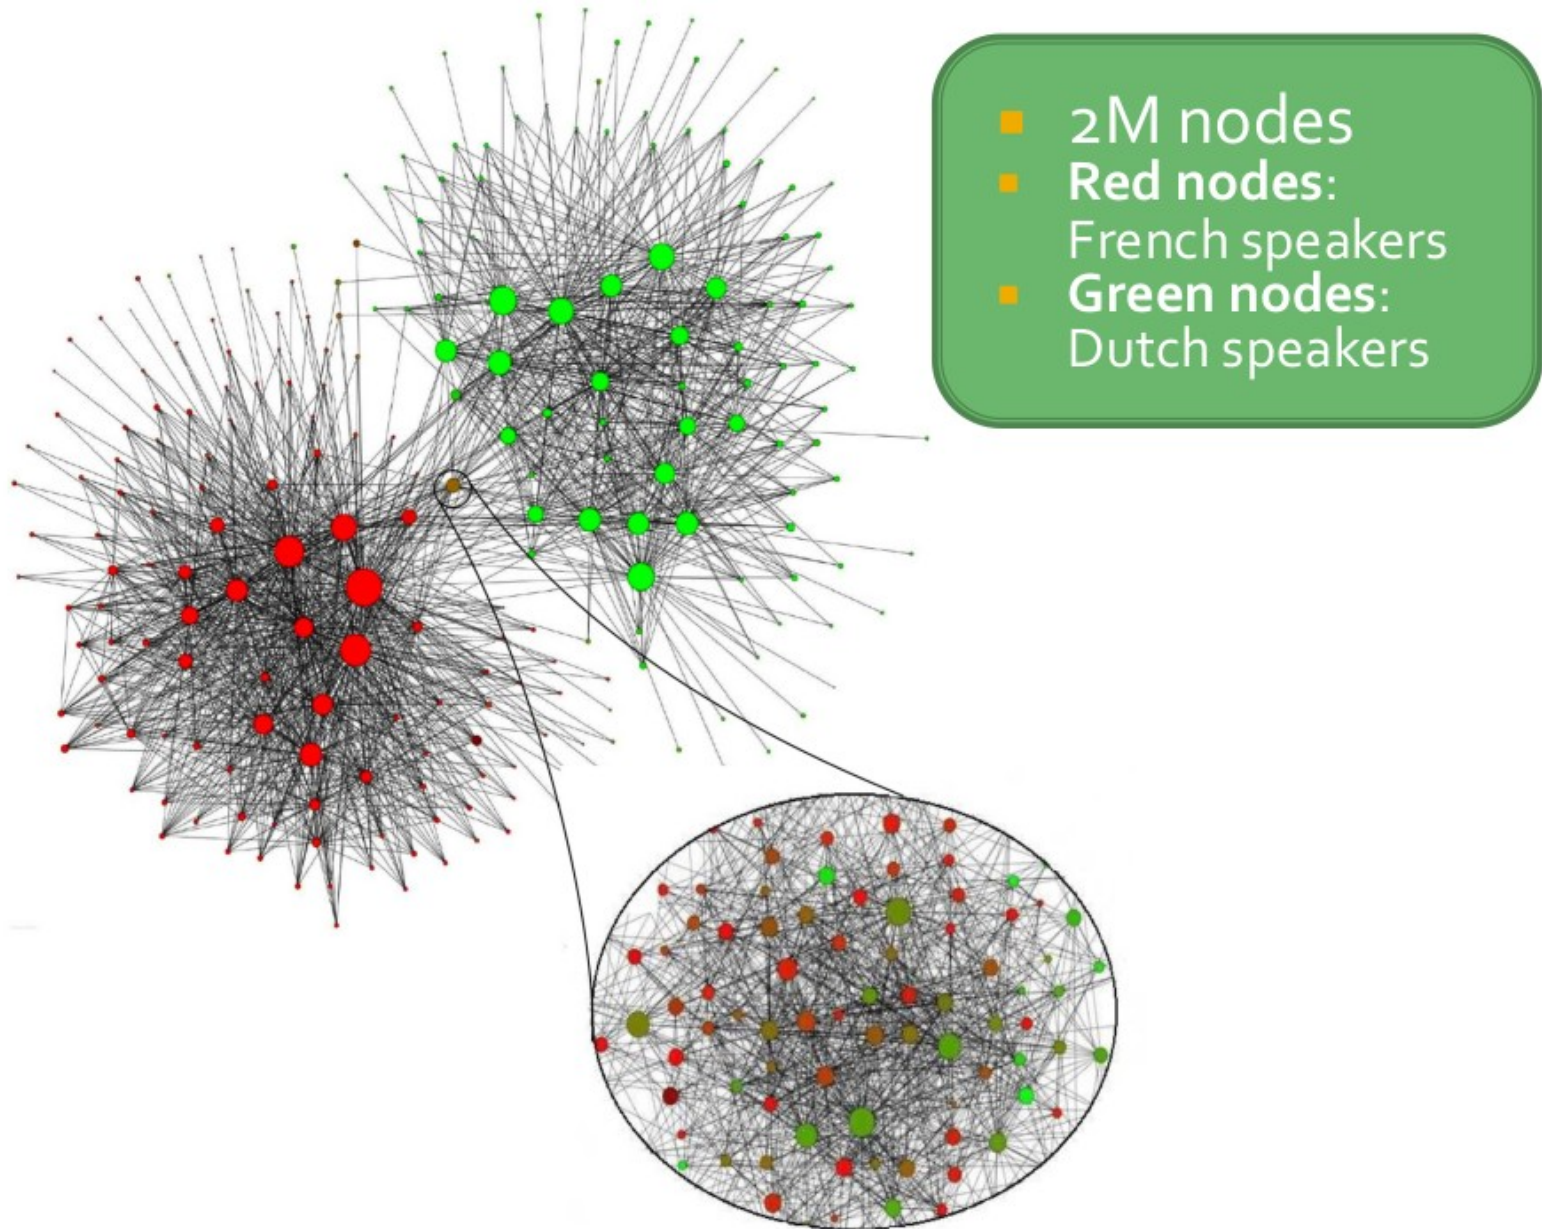 2M nodes
Red nodes:
French speakers
Green nodes:
Dutch speakers